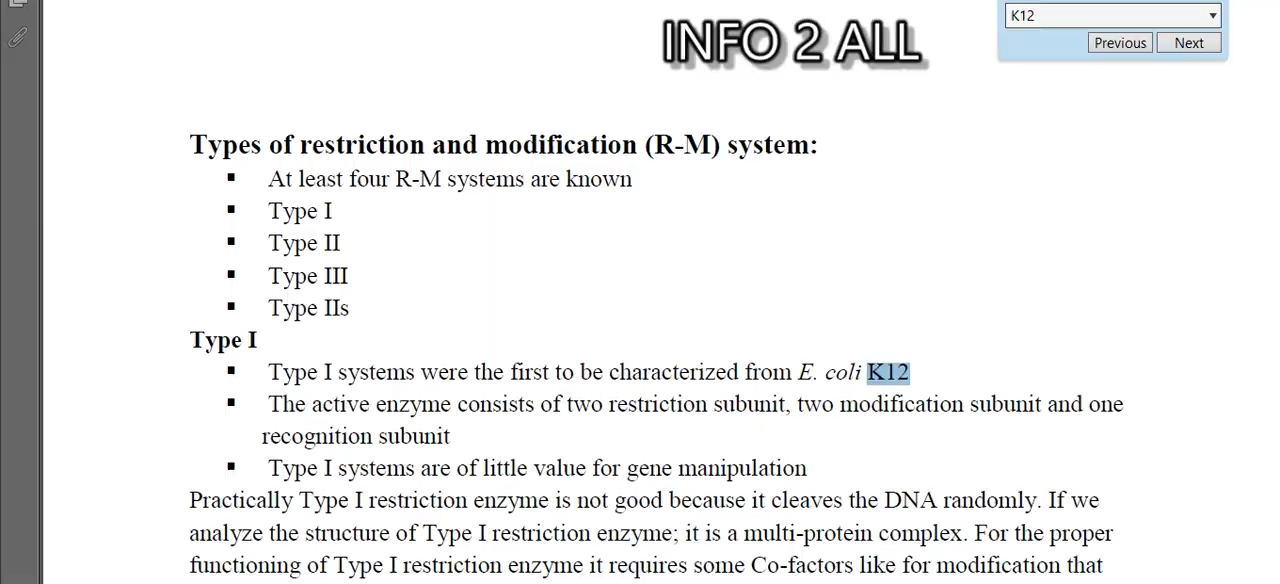 K12
INFO 2 ALL
Previous Next
Types of restriction and modification (R-M) system:
▪ At least four R-M systems are known
▪ Type I
▪ Type II
▪ Type III
▪ Type IIs
Type I
▪ Type I systems were the first to be characterized from E. coli K12
▪ The active enzyme consists of two restriction subunit, two modification subunit and one
recognition subunit
▪ Type I systems are of little value for gene manipulation
Practically Type I restriction enzyme is not good because it cleaves the DNA randomly. If we
analyze the structure of Type I restriction enzyme; it is a multi-protein complex. For the proper
functioning of Type I restriction enzyme it requires some Co-factors like for modification that